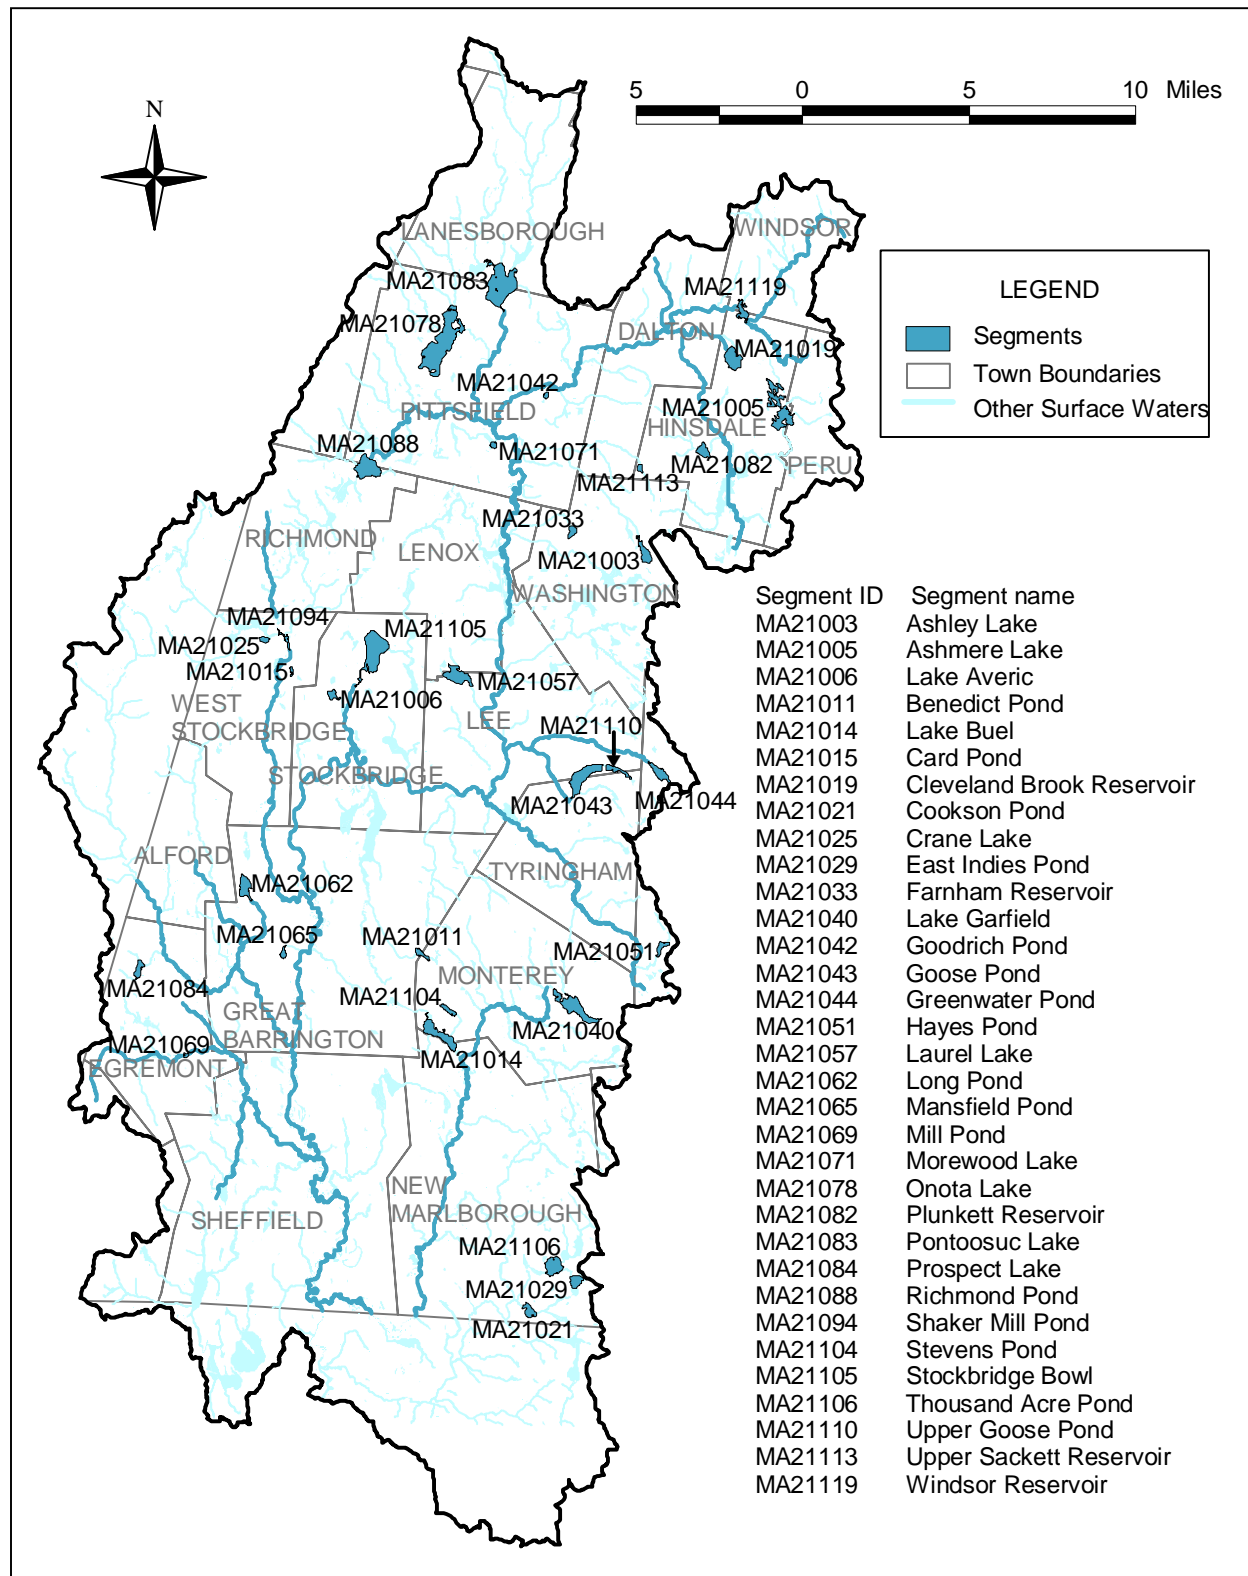 N
5 0 5 10 Miles
LANESBOROUGH
WINDSOR
MA21083
MA21119
LEGEND
Segments
Town Boundaries
Other Surface Waters
MA21078
DALTON
MA21019
MA21042
PITTSFIELD
MA21005
HINSDALE
MA21088
MA21071
MA21082
PERU
MA21113
MA21033
RICHMOND
LENOX
MA21003
WASHINGTON
MA21094
MA21025
MA21105
MA21015
MA21057
MA21006
WEST
STOCKBRIDGE
LEE
MA21110
STOCKBRIDGE
MA21043
MA21044
ALFORD
TYRINGHAM
MA21062
MA21065
MA21011
MA21051
MONTEREY
MA21084
MA21104
GREAT
BARRINGTON
MA21040
MA21069
EGREMONT
MA21014
NEW
MARLBOROUGH
SHEFFIELD
MA21106
MA21029
MA21021
Segment ID Segment name
MA21003 Ashley Lake
MA21005 Ashmere Lake
MA21006 Lake Averic
MA21011 Benedict Pond
MA21014 Lake Buel
MA21015 Card Pond
MA21019 Cleveland Brook Reservoir
MA21021 Cookson Pond
MA21025 Crane Lake
MA21029 East Indies Pond
MA21033 Farnham Reservoir
MA21040 Lake Garfield
MA21042 Goodrich Pond
MA21043 Goose Pond
MA21044 Greenwater Pond
MA21051 Hayes Pond
MA21057 Laurel Lake
MA21062 Long Pond
MA21065 Mansfield Pond
MA21069 Mill Pond
MA21071 Morewood Lake
MA21078 Onota Lake
MA21082 Plunkett Reservoir
MA21083 Pontoosuc Lake
MA21084 Prospect Lake
MA21088 Richmond Pond
MA21094 Shaker Mill Pond
MA21104 Stevens Pond
MA21105 Stockbridge Bowl
MA21106 Thousand Acre Pond
MA21110 Upper Goose Pond
MA21113 Upper Sackett Reservoir
MA21119 Windsor Reservoir